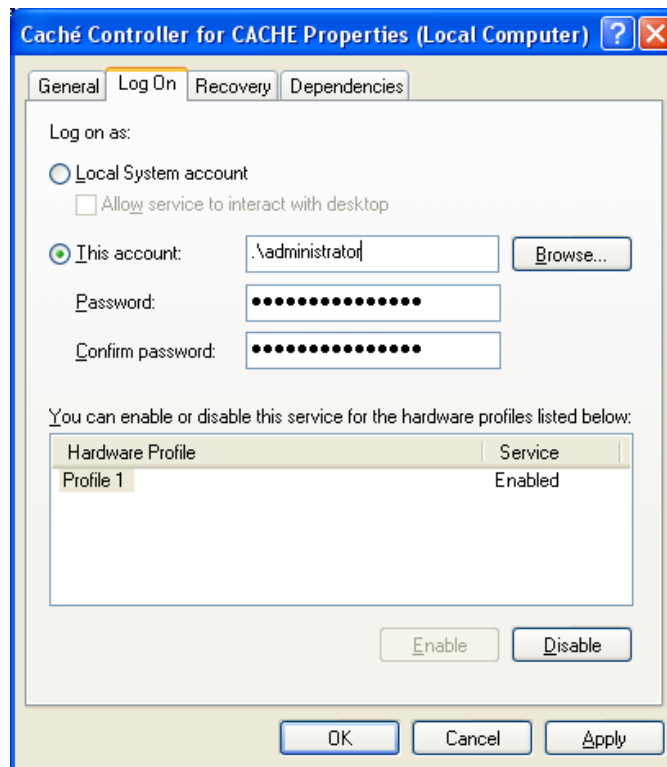 Caché Controller for CACHE Properties (Local Computer) ? X
General Log On Recovery Dependencies
Log on as:
Local System account
Allow service to interact with desktop
This account: .\administrator Browse...
Password: ●●●●●●●●●●●●●●●
Confirm password: ●●●●●●●●●●●●●●●
You can enable or disable this service for the hardware profiles listed below:
Hardware Profile Service
Profile 1 Enabled
Enable Disable
OK Cancel Apply